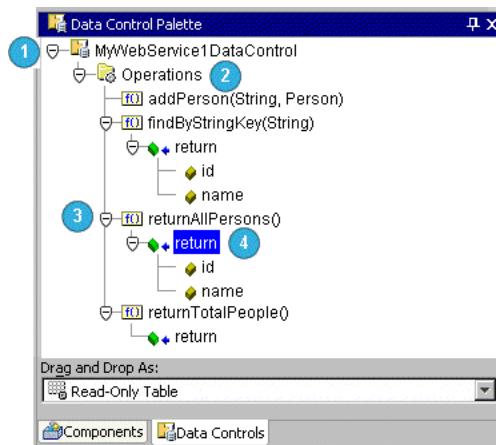 Data Control Palette
1 MyWebService1DataControl
Operations 2
f() addPerson(String, Person)
f() findByStringKey(String)
return
id
name
3 f() returnAllPersons()
return 4
id
name
f() returnTotalPeople()
return
Drag and Drop As:
Read-Only Table
Components Data Controls